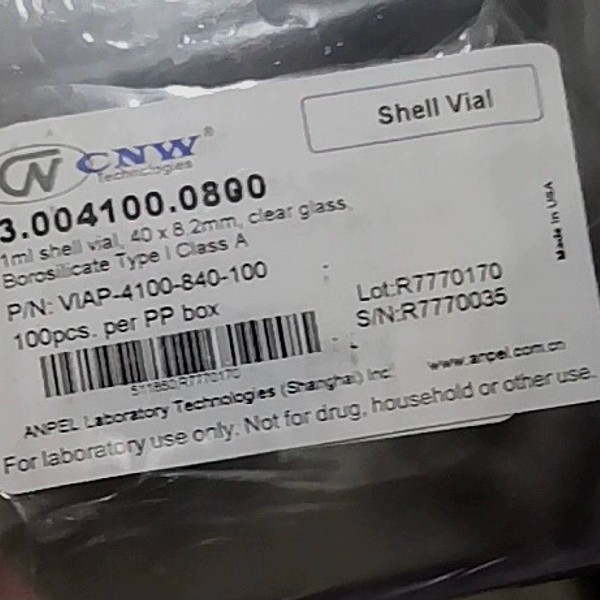 Shell Vial
CNW®
Technologies
3.004100.0800
1ml shell vial, 40 x 8.2mm, clear glass,
Borosilicate Type I Class A
P/N: VIAP-4100-840-100
100pcs. per PP box
Lot:R7770170
S/N:R7770035
Made in USA
511860R7770170
www.anpel.com.cn
ANPEL Laboratory Technologies (Shanghai) Inc.
For laboratory use only. Not for drug, household or other use.